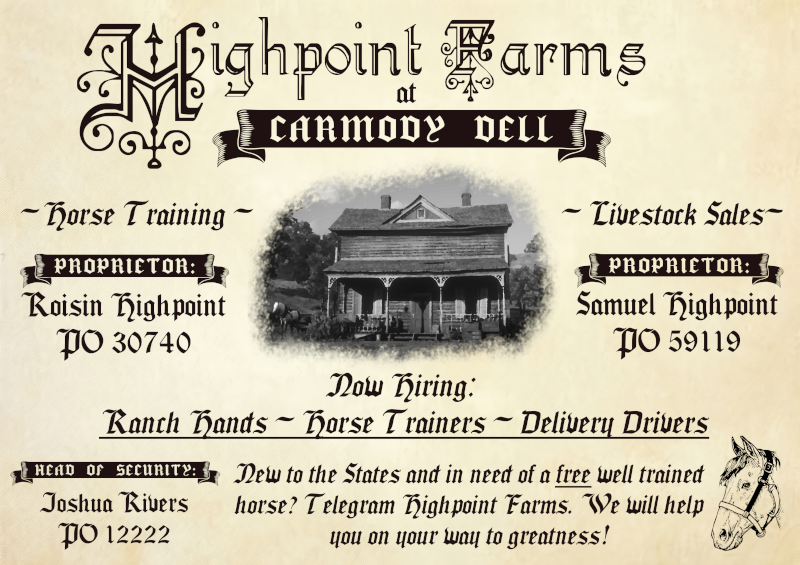 Highpoint Farms
at
CARMODY DELL
~ Horse Training ~
PROPRIETOR:
Roisin Highpoint
PO 30740
~ Livestock Sales~
PROPRIETOR:
Samuel Highpoint
PO 59119
Now Hiring:
Ranch Hands ~ Horse Trainers ~ Delivery Drivers
HEAD OF SECURITY:
Joshua Rivers
PO 12222
New to the States and in need of a free well trained
horse? Telegram Highpoint Farms. We will help
you on your way to greatness!